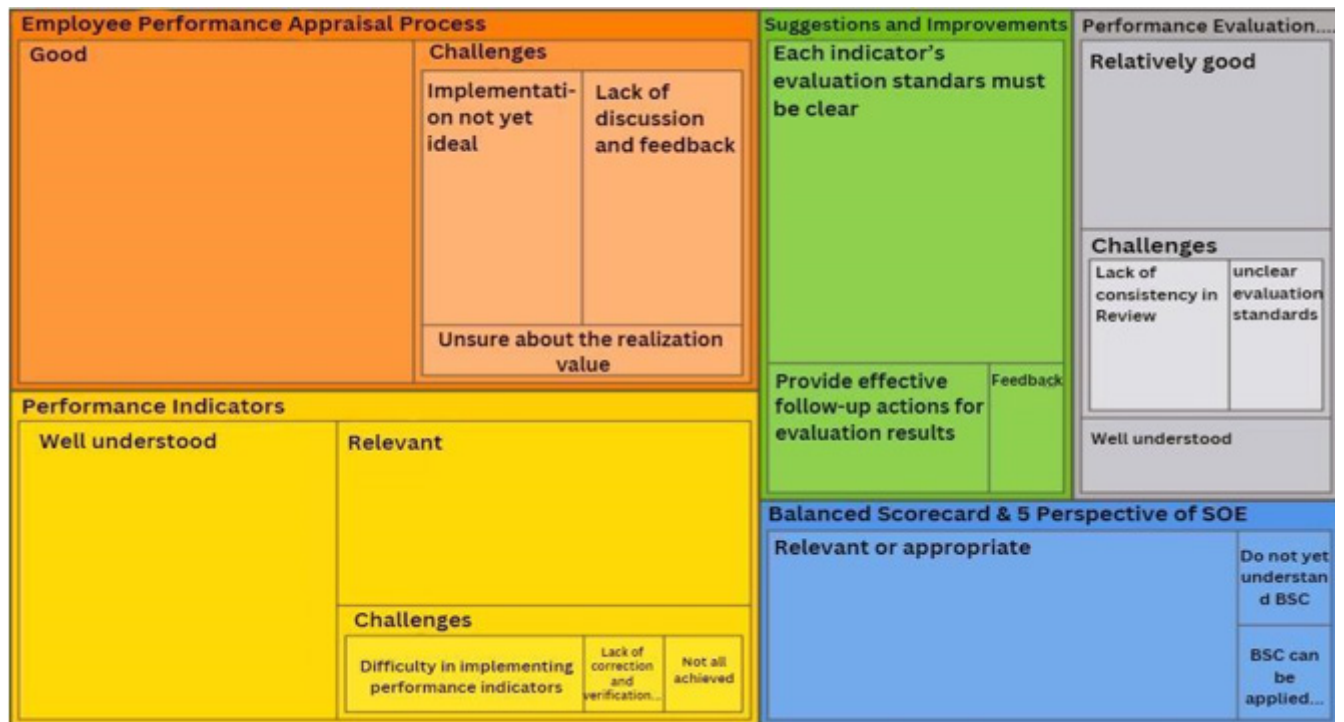 Employee Performance Appraisal Process
Good
Challenges
Implementati-
on not yet
ideal
Lack of
discussion
and feedback
Unsure about the realization
value
Suggestions and Improvements
Each indicator's
evaluation standars must
be clear
Provide effective
follow-up actions for
evaluation results
Feedback
Performance Evaluation....
Relatively good
Challenges
Lack of
consistency in
Review
unclear
evaluation
standards
Well understood
Performance Indicators
Well understood
Relevant
Challenges
Difficulty in implementing
performance indicators
Lack of
correction
and
verification...
Not all
achieved
Balanced Scorecard & 5 Perspective of SOE
Relevant or appropriate
Do not yet
understan
d BSC
BSC can
be
applied...